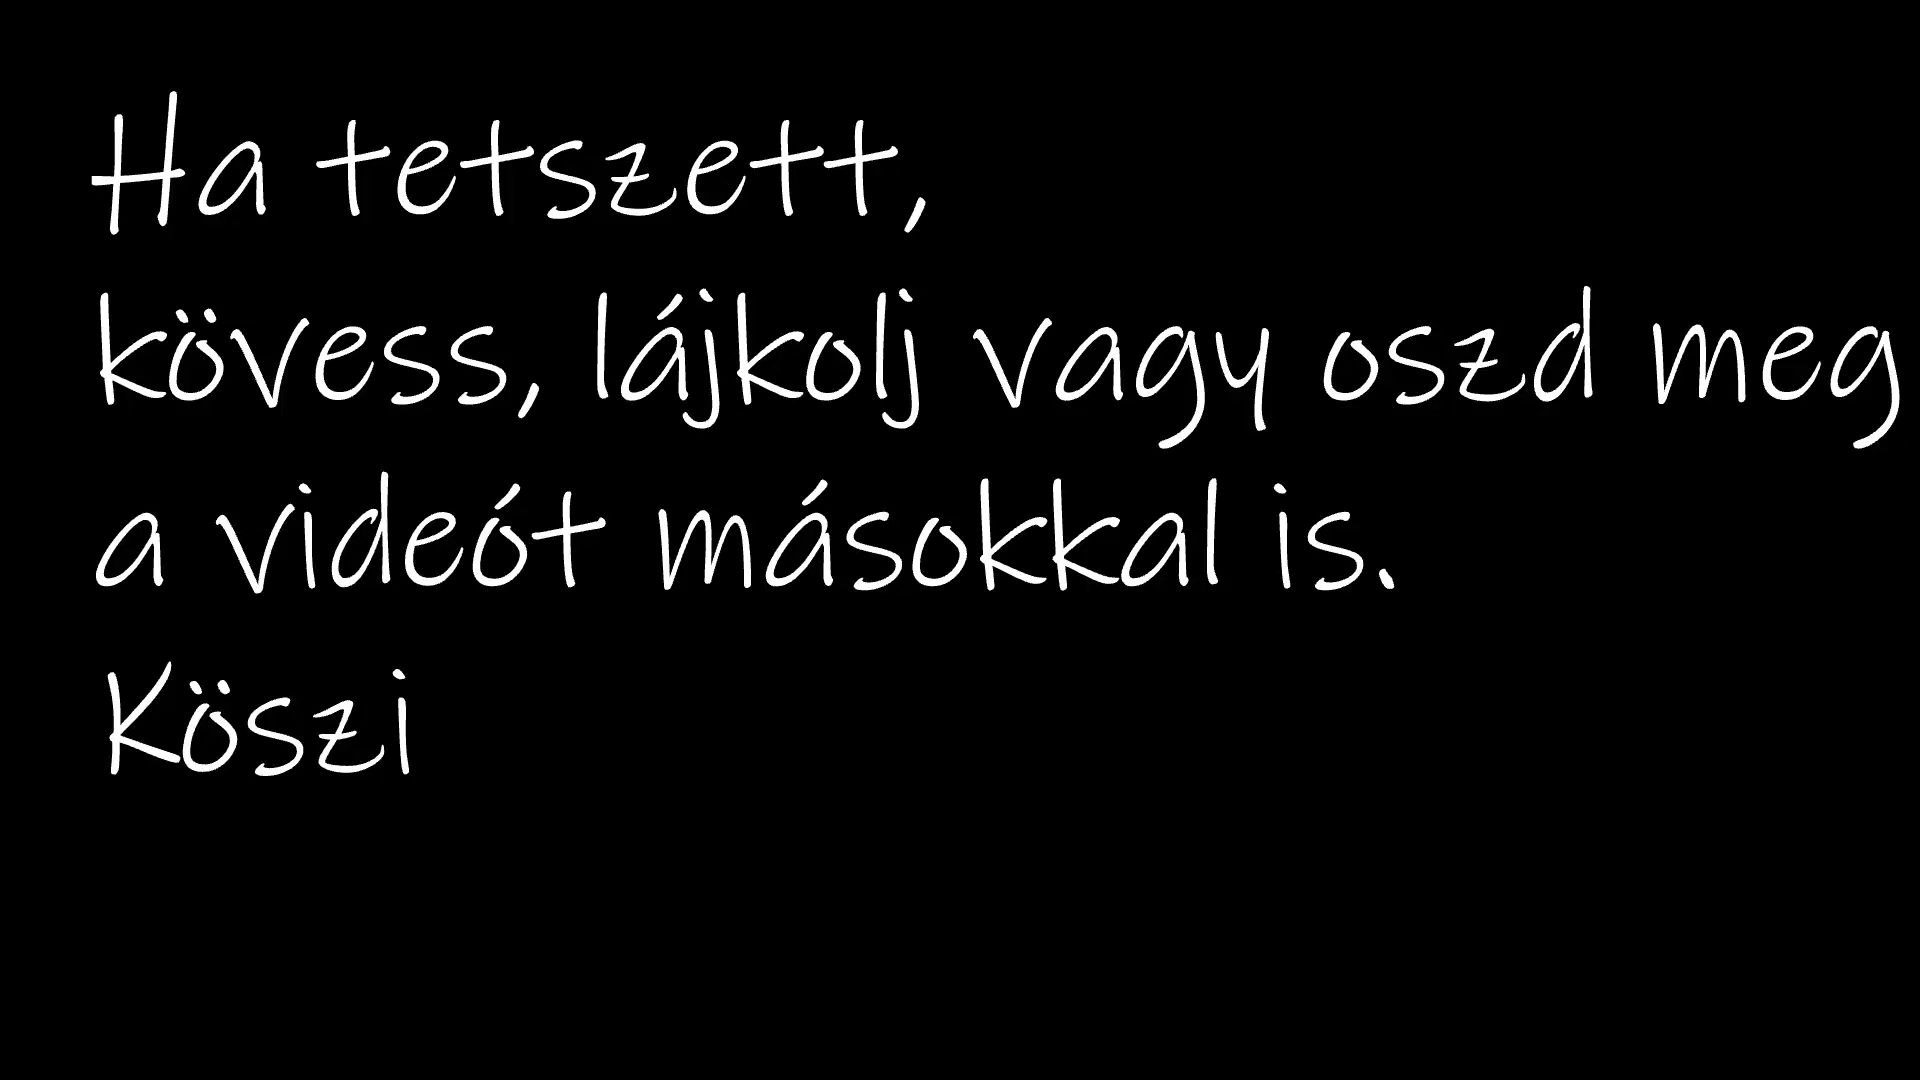 Ha tetszett,
kövess, lájkolj vagy oszd meg
a videót másokkal is.
Köszi